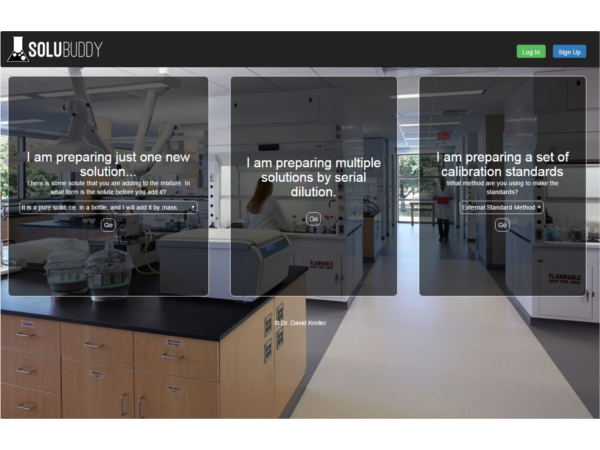 SOLUBUDDY
Log In
Sign Up
I am preparing just one new
solution...
There is some solute that you are adding to the mixture. In
what form is the solute before you add it?
It is a pure solid, i.e. in a bottle, and I will add it by mass.
Go
I am preparing multiple
solutions by serial
dilution.
Go
I am preparing a set of
calibration standards
What method are you using to make the
standards?
External Standard Method
Go
FLAMMABLE
FLAMMABLE
© Dr. David Kreller